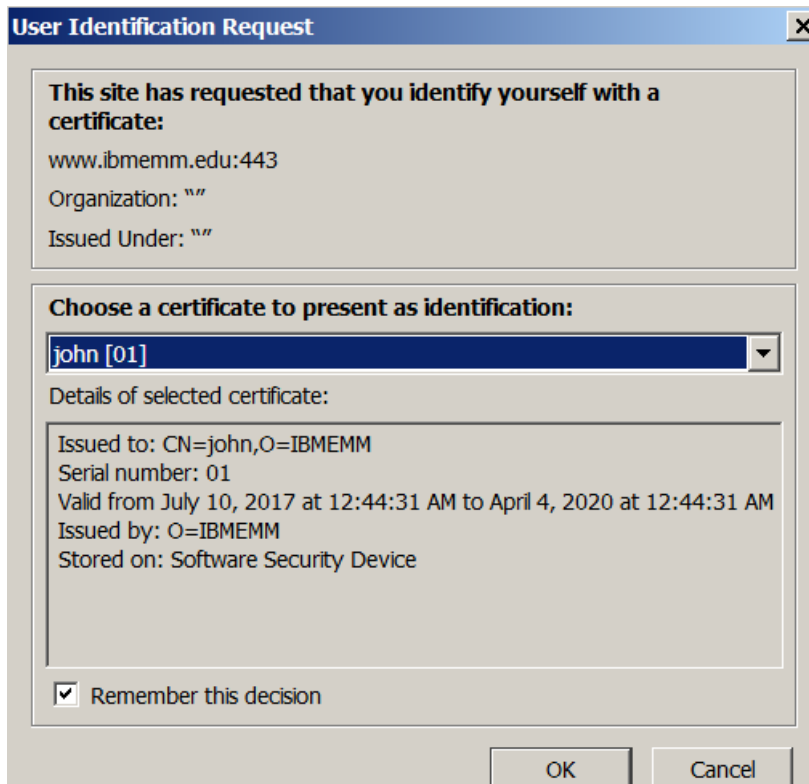 User Identification Request
This site has requested that you identify yourself with a
certificate:
www.ibmemm.edu:443
Organization: “”
Issued Under: “”
Choose a certificate to present as identification:
john [01]
Details of selected certificate:
Issued to: CN=john,O=IBMEMM
Serial number: 01
Valid from July 10, 2017 at 12:44:31 AM to April 4, 2020 at 12:44:31 AM
Issued by: O=IBMEMM
Stored on: Software Security Device
Remember this decision
OK Cancel